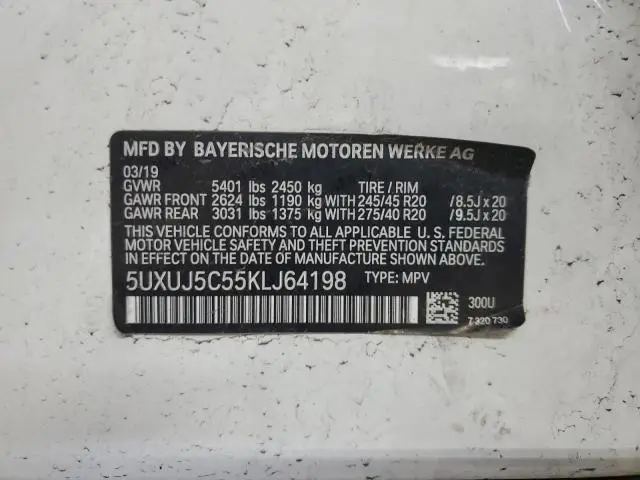 MFD BY BAYERISCHE MOTOREN WERKE AG
03/19
GVWR 5401 lbs 2450 kg TIRE / RIM
GAWR FRONT 2624 lbs 1190 kg WITH 245/45 R20 /8.5J x 20
GAWR REAR 3031 lbs 1375 kg WITH 275/40 R20 /9.5J x 20
THIS VEHICLE CONFORMS TO ALL APPLICABLE U. S. FEDERAL
MOTOR VEHICLE SAFETY AND THEFT PREVENTION STANDARDS
IN EFFECT ON THE DATE OF MANUFACTURE SHOWN ABOVE.
5UXUJ5C55KLJ64198 TYPE: MPV
300U
7 320 730